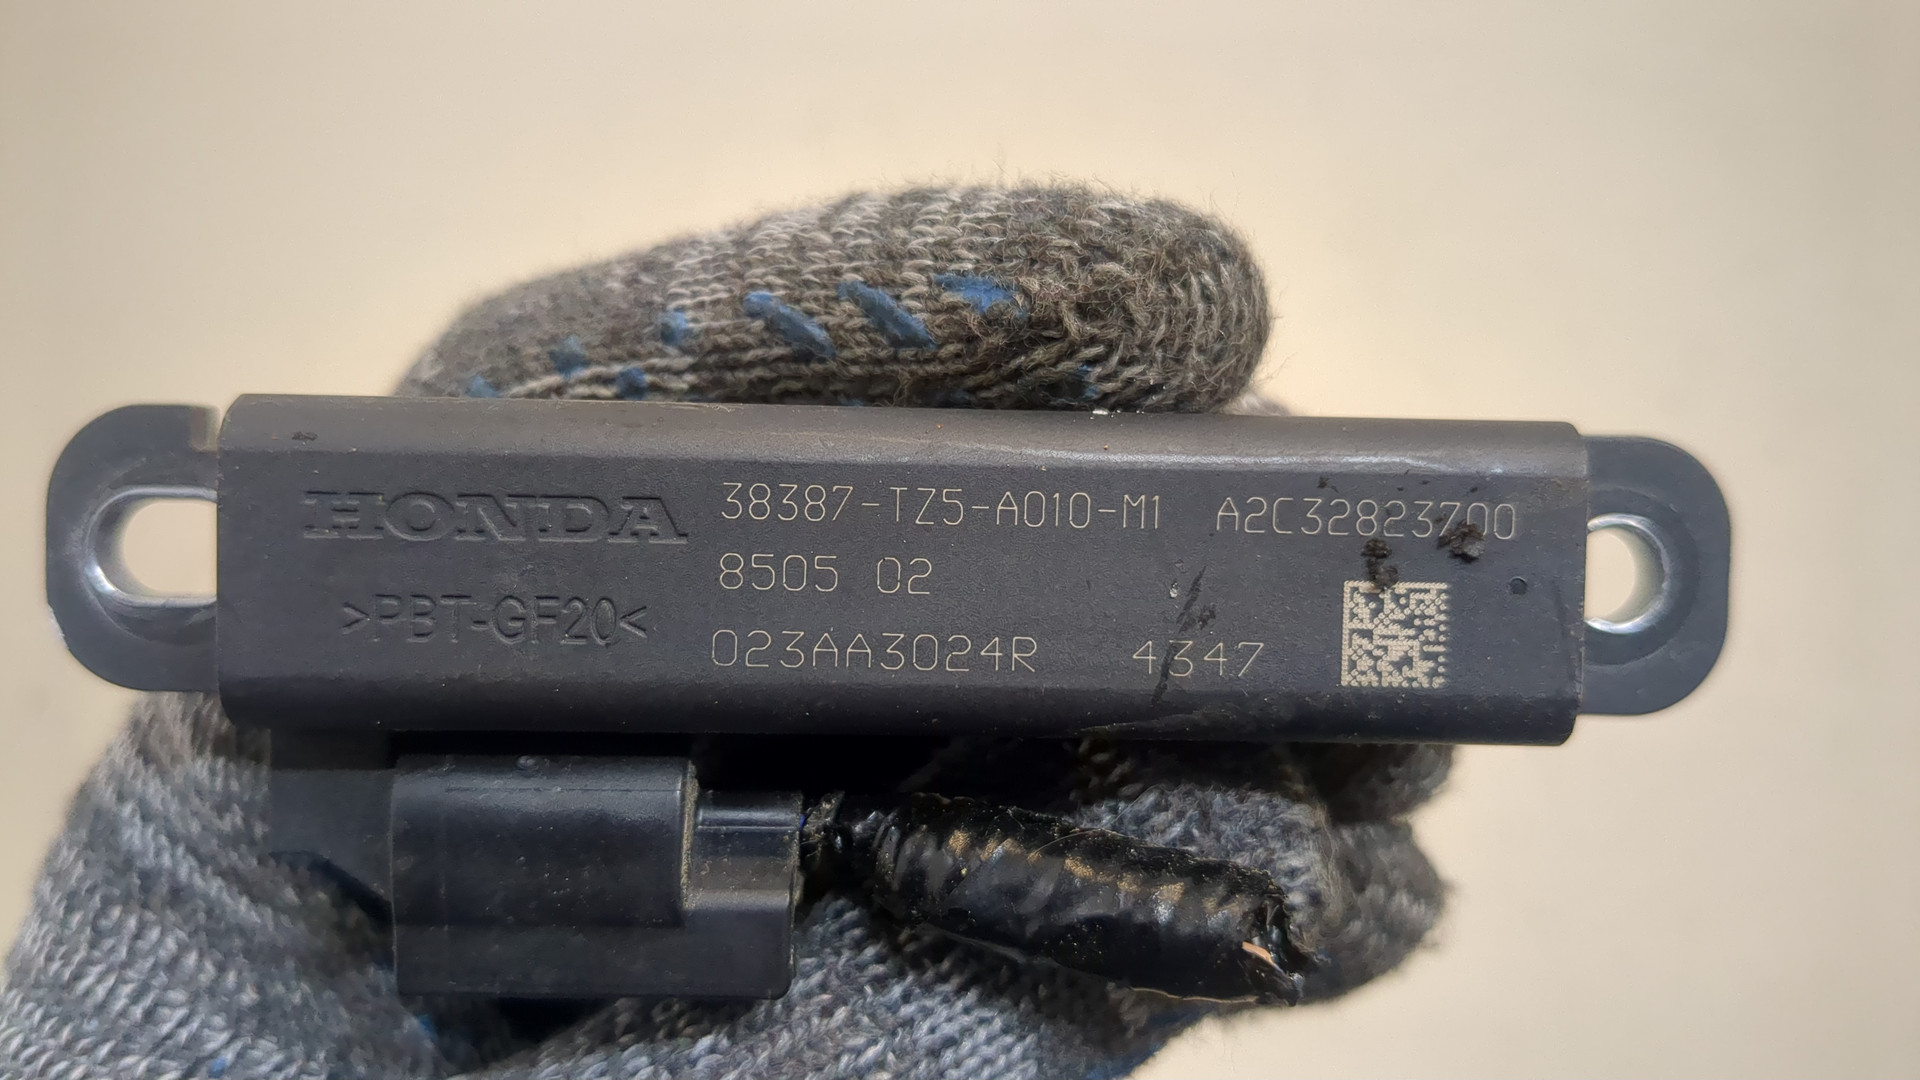 HONDA 38387-TZ5-A010-M1 A2C32823700
8505 02
>PBT-GF20<
023AA3024R 4347